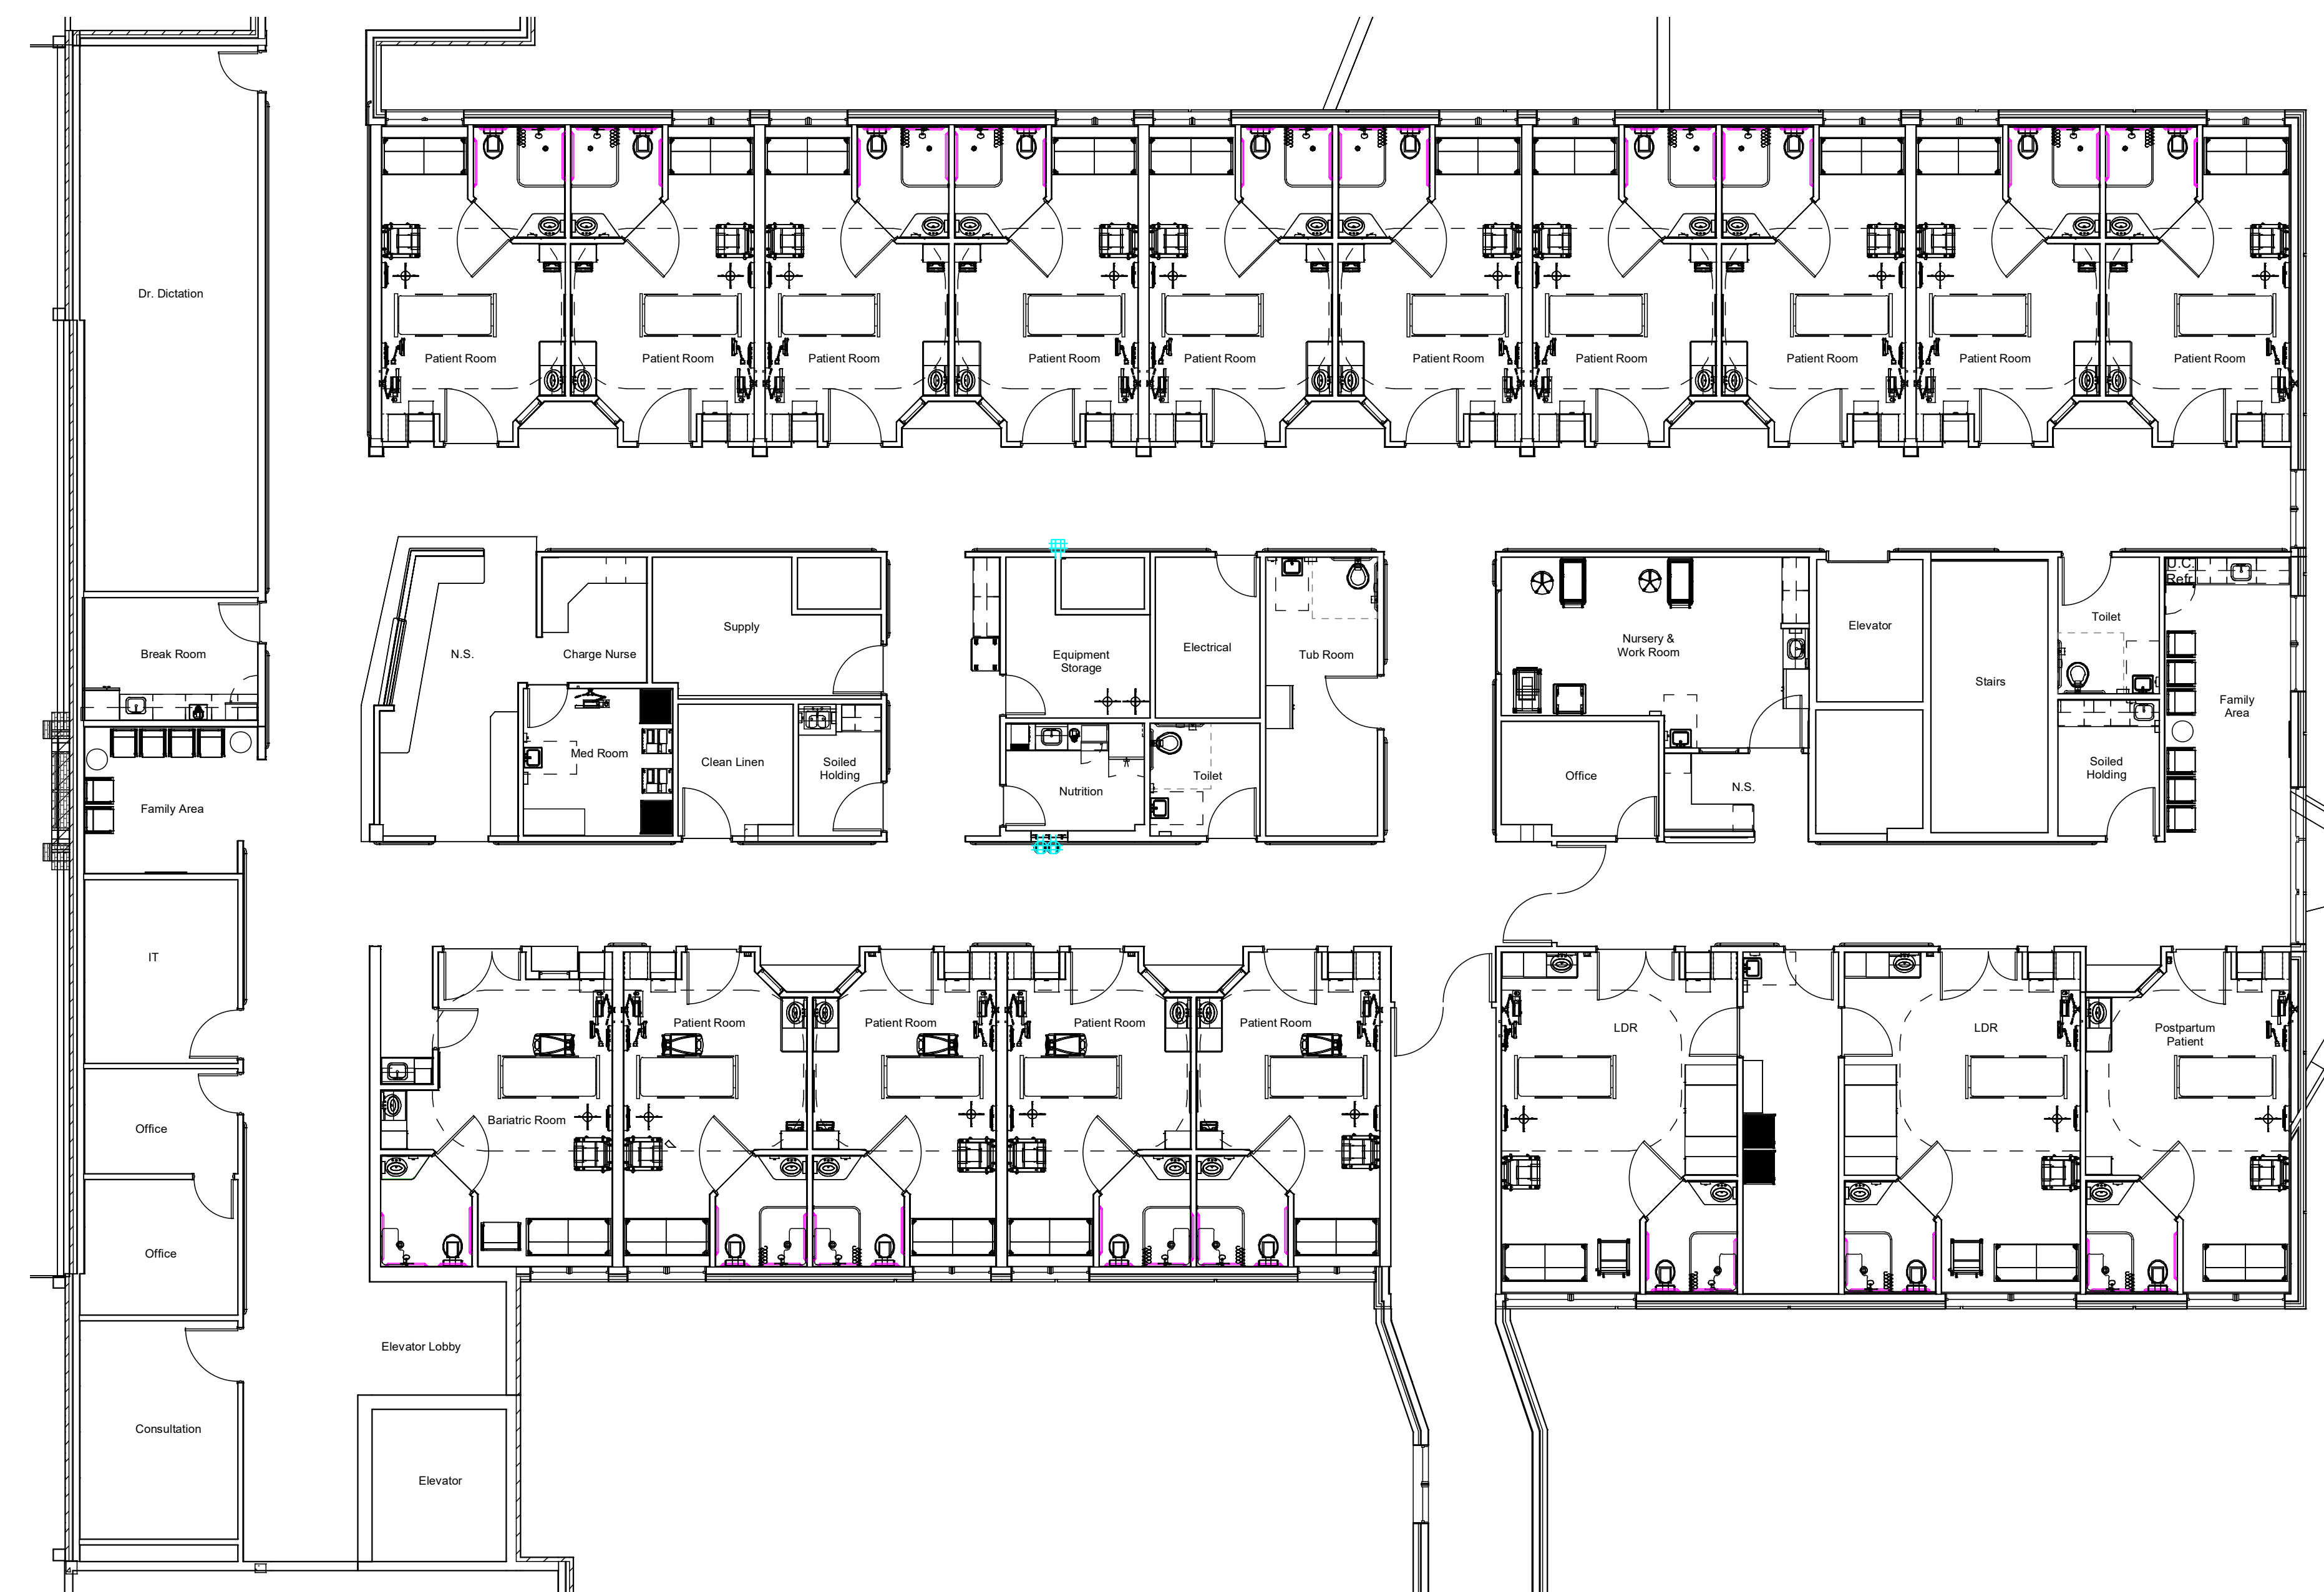 Dr. Dictation
Patient Room
Patient Room
Patient Room
Patient Room
Patient Room
Patient Room
Patient Room
Patient Room
Patient Room
Patient Room
Break Room
N.S.
Charge Nurse
Supply
Equipment
Storage
Electrical
Tub Room
Nursery &
Work Room
Elevator
Stairs
Toilet
U.C.
Refr.
Family
Area
Med Room
Clean Linen
Soiled
Holding
Nutrition
Toilet
Office
N.S.
Soiled
Holding
Family Area
IT
Patient Room
Patient Room
Patient Room
Patient Room
LDR
LDR
Postpartum
Patient
Bariatric Room
Office
Office
Elevator Lobby
Consultation
Elevator